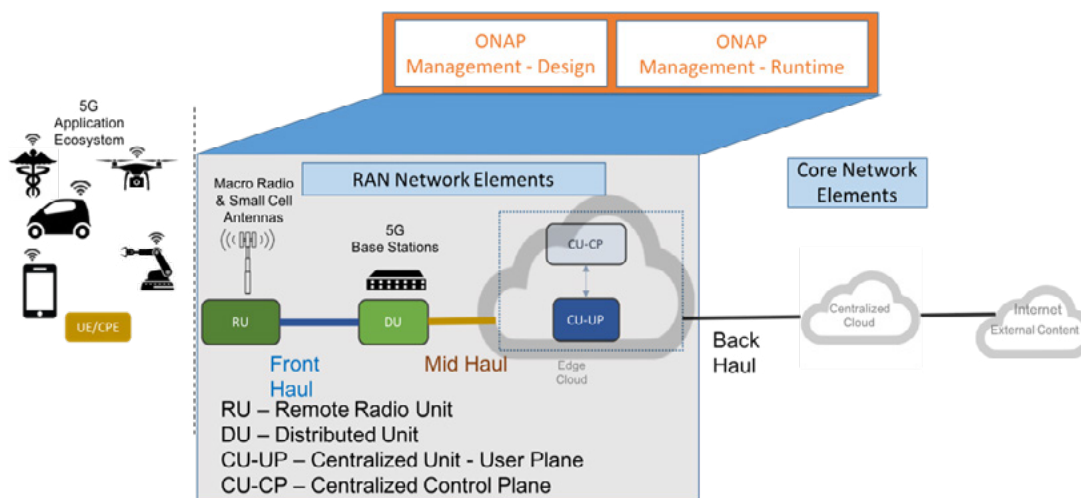 ONAP
Management - Design
ONAP
Management - Runtime
5G
Application
Ecosystem
RAN Network Elements
Core Network
Elements
Macro Radio
& Small Cell
Antennas
5G
Base Stations
CU-CP
CU-UP
RU
DU
UE/CPE
Front
Haul
Mid Haul
Edge
Cloud
Back
Haul
Centralized
Cloud
Internet
External Content
RU – Remote Radio Unit
DU – Distributed Unit
CU-UP – Centralized Unit - User Plane
CU-CP – Centralized Control Plane